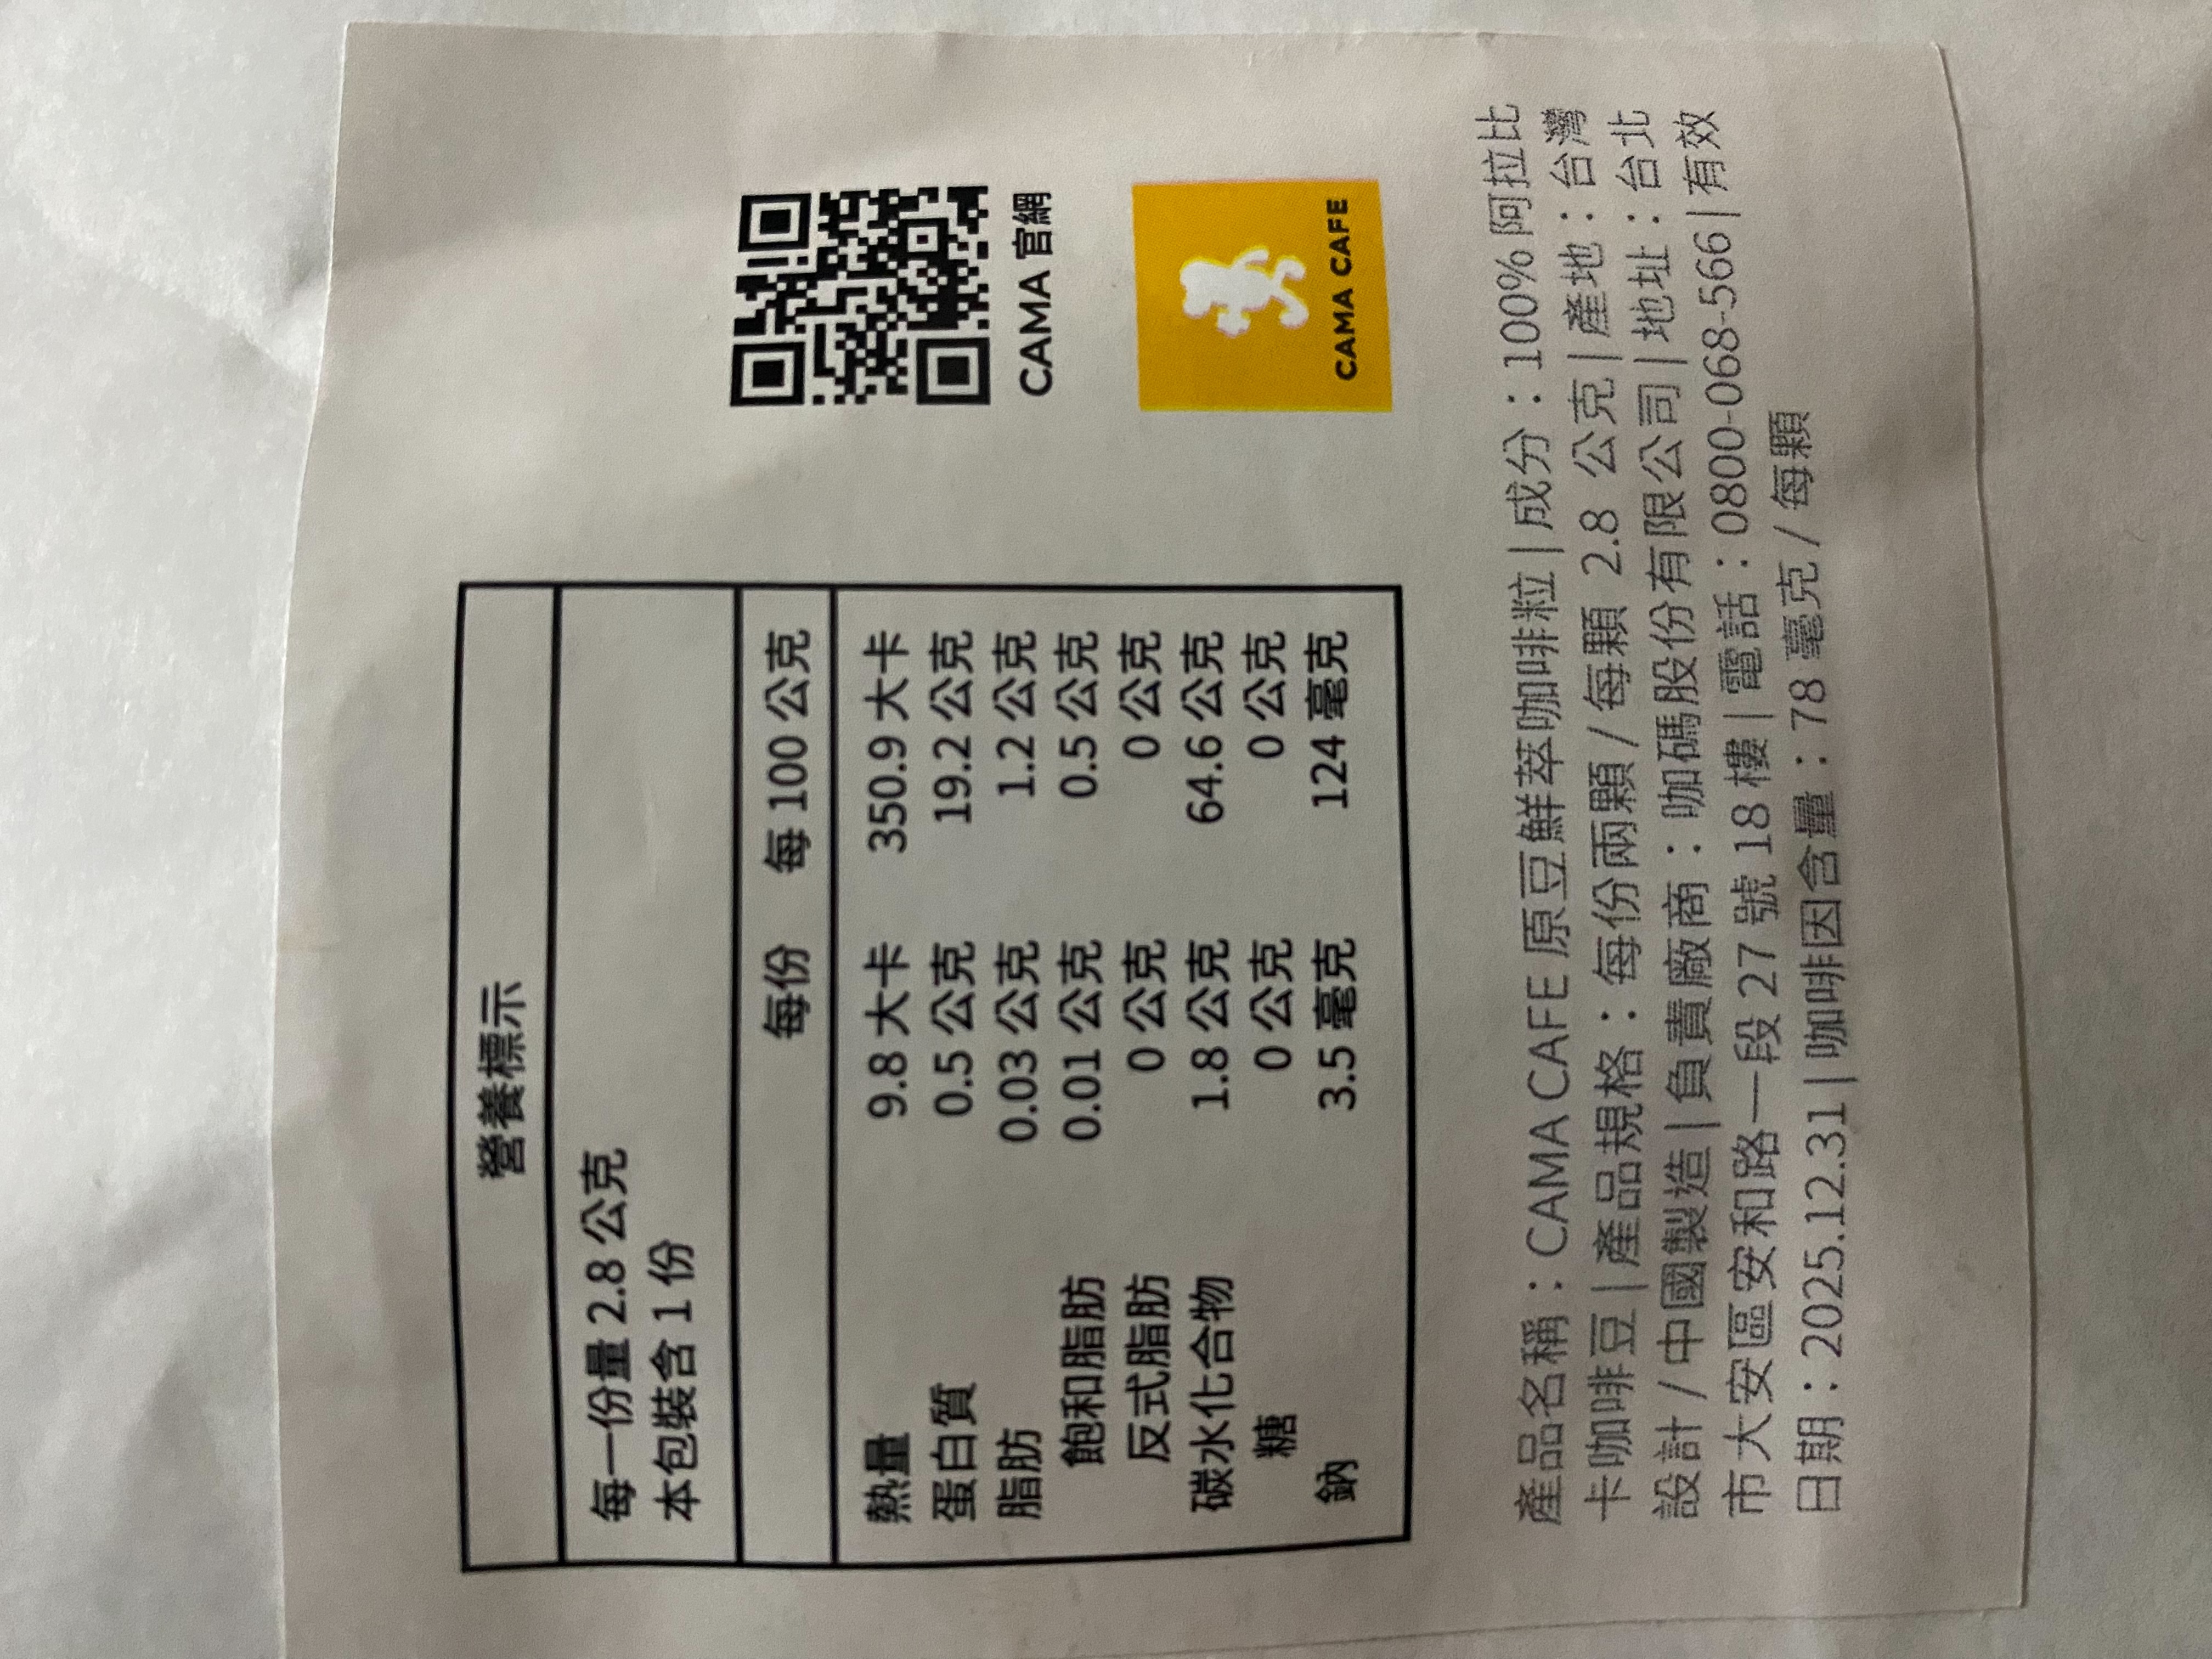 營養標示
每一份量 2.8 公克
本包裝含 1 份
每份 每 100 公克
熱量 9.8 大卡 350.9 大卡
蛋白質 0.5 公克 19.2 公克
脂肪 0.03 公克 1.2 公克
飽和脂肪 0.01 公克 0.5 公克
反式脂肪 0 公克 0 公克
碳水化合物 1.8 公克 64.6 公克
糖 0 公克 0 公克
鈉 3.5 毫克 124 毫克
CAMA 官網
CAMA CAFE
產品名稱：CAMA CAFE 原豆鮮萃咖啡粒 | 成分：100% 阿拉比
卡咖啡豆 | 產品規格：每份兩顆 / 每顆 2.8 公克 | 產地：台灣
設計 / 中國製造 | 負責廠商：咖碼股份有限公司 | 地址：台北
市大安區安和路一段 27 號 18 樓 | 電話：0800-068-566 | 有效
日期：2025.12.31 | 咖啡因含量：78 毫克 / 每顆